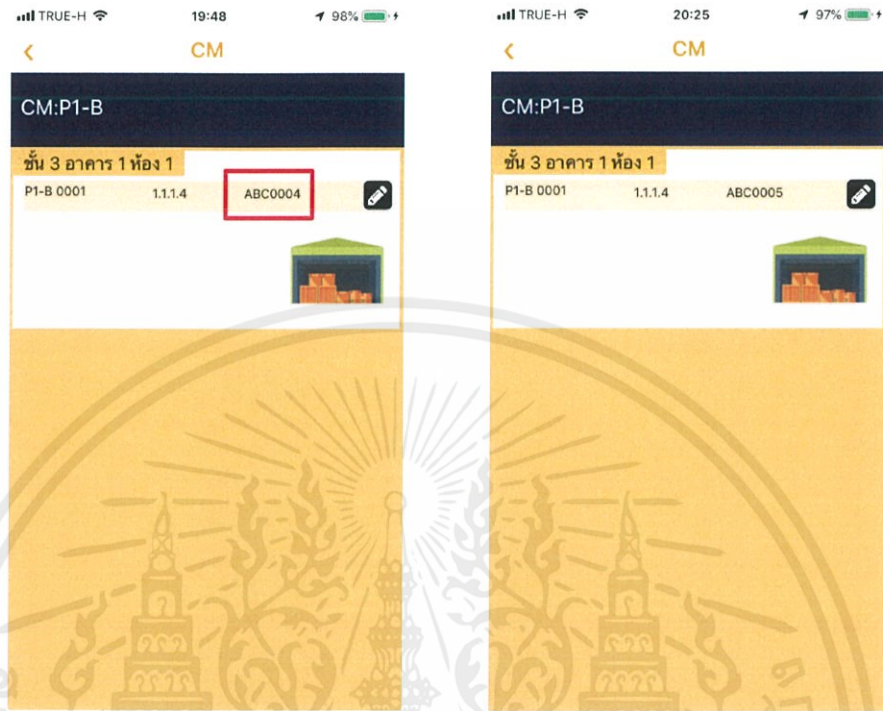 TRUE-H 19:48 98%
CM
CM:P1-B
ชั้น 3 อาคาร 1 ห้อง 1
P1-B 0001 1.1.1.4 ABC0004
TRUE-H 20:25 97%
CM
CM:P1-B
ชั้น 3 อาคาร 1 ห้อง 1
P1-B 0001 1.1.1.4 ABC0005